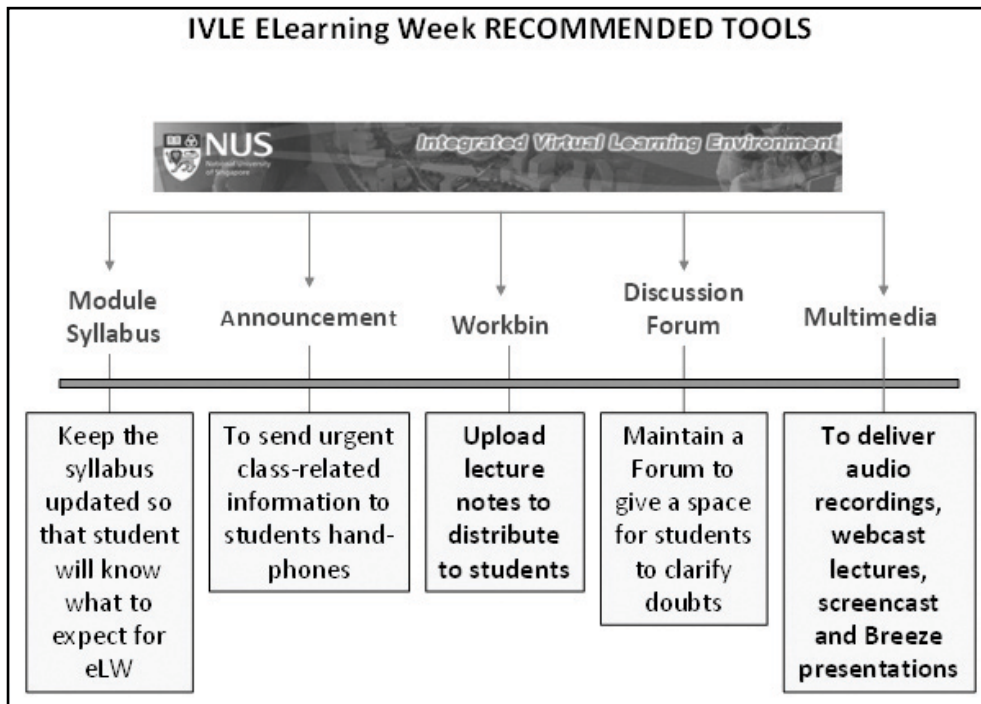 IVLE ELearning Week RECOMMENDED TOOLS
NUS
National University
of Singapore
Integrated Virtual Learning Environment
Module
Syllabus
Announcement
Workbin
Discussion
Forum
Multimedia
Keep the
syllabus
updated so
that student
will know
what to
expect for
eLW
To send urgent
class-related
information to
students hand-
phones
Upload
lecture
notes to
distribute
to students
Maintain a
Forum to
give a space
for students
to clarify
doubts
To deliver
audio
recordings,
webcast
lectures,
screencast
and Breeze
presentations